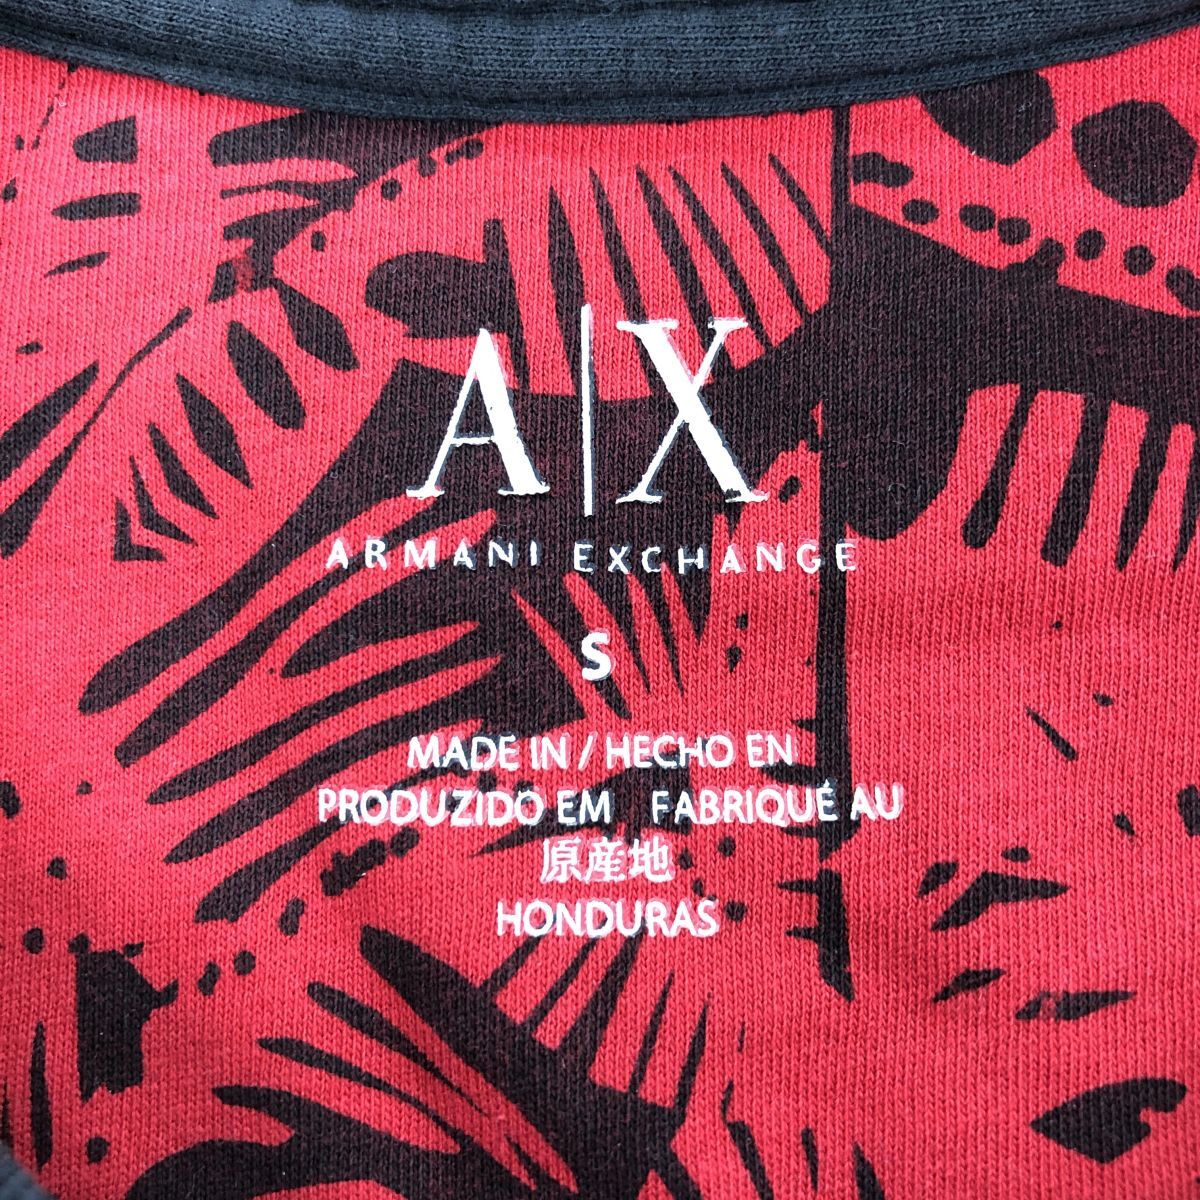 A|X
ARMANI EXCHANGE
S
MADE IN / HECHO EN
PRODUZIDO EM FABRIQUÉ AU
原産地
HONDURAS